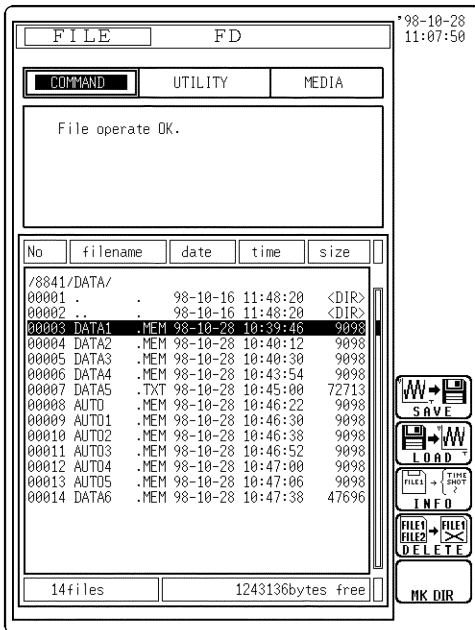 '98-10-28
11:07:50
FILE FD
COMMAND UTILITY MEDIA
File operate OK.
No filename date time size
/8841/DATA/
00001 . . 98-10-16 11:48:20 <DIR>
00002 .. . 98-10-16 11:48:20 <DIR>
00003 DATA1 .MEM 98-10-28 10:39:46 9098
00004 DATA2 .MEM 98-10-28 10:40:12 9098
00005 DATA3 .MEM 98-10-28 10:40:30 9098
00006 DATA4 .MEM 98-10-28 10:43:54 9098
00007 DATA5 .TXT 98-10-28 10:45:00 72713
00008 AUTO .MEM 98-10-28 10:46:22 9098
00009 AUTO1 .MEM 98-10-28 10:46:30 9098
00010 AUTO2 .MEM 98-10-28 10:46:38 9098
00011 AUTO3 .MEM 98-10-28 10:46:52 9098
00012 AUTO4 .MEM 98-10-28 10:47:00 9098
00013 AUTO5 .MEM 98-10-28 10:47:06 9098
00014 DATA6 .MEM 98-10-28 10:47:38 47696
14files 1243136bytes free
SAVE
LOAD
FILE1 TIME SHOT
INFO
FILE1 FILE1
FILE2
DELETE
MK DIR